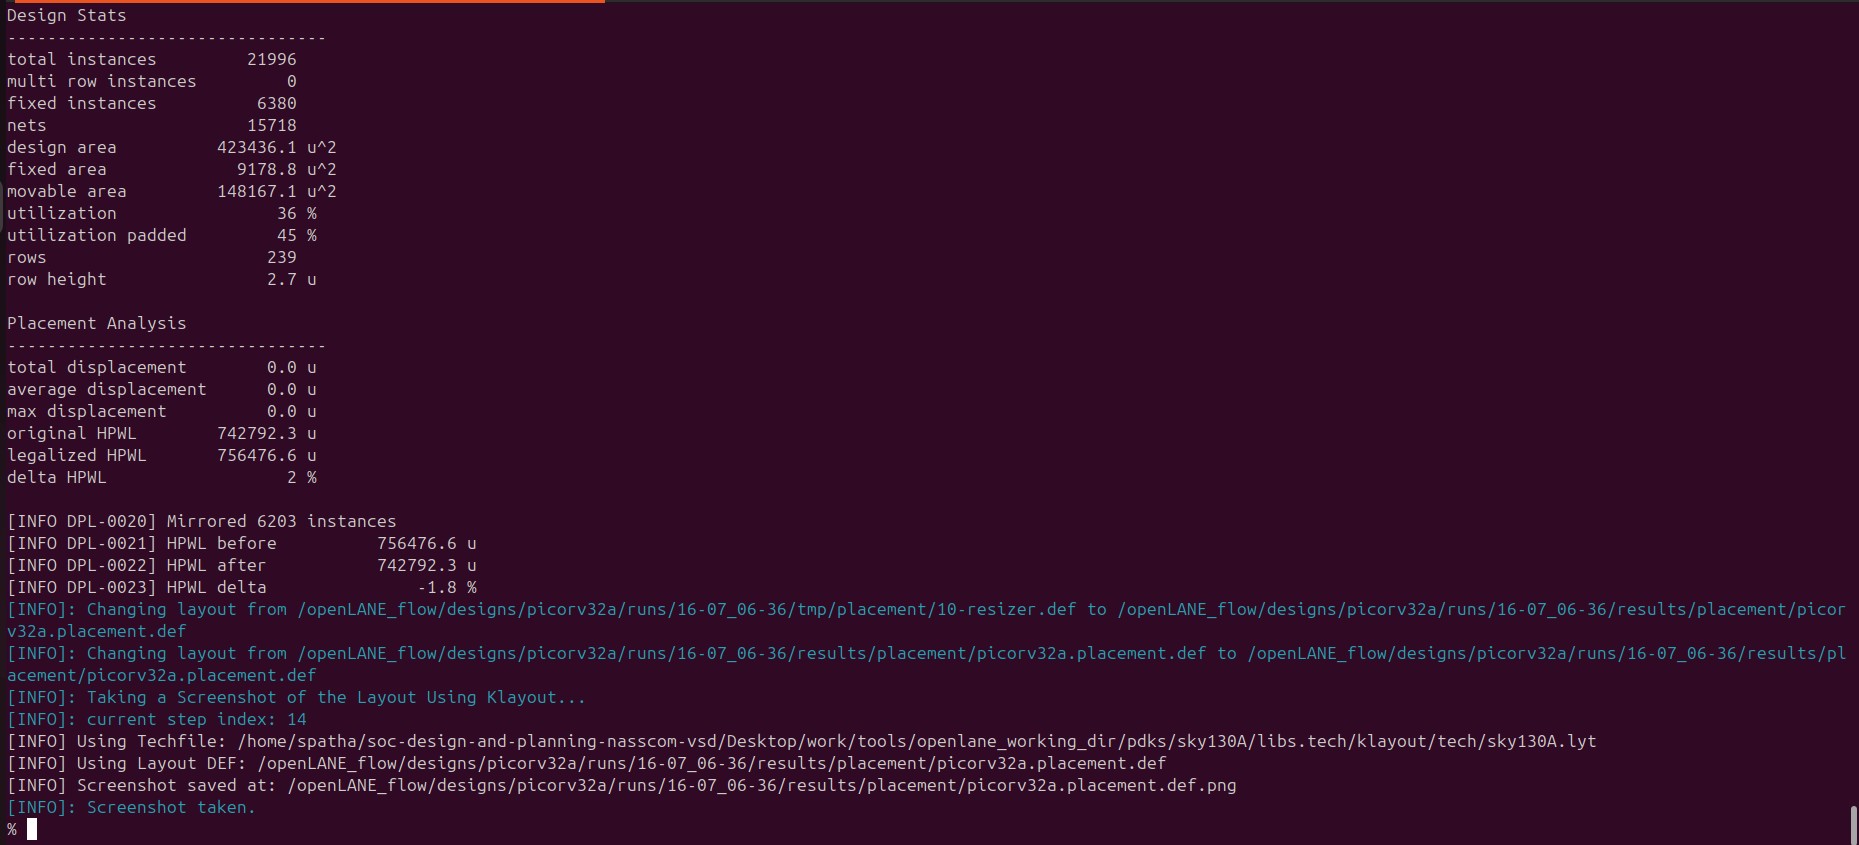 Design Stats
--------------------------------
total instances         21996
multi row instances         0
fixed instances          6380
nets                    15718
design area          423436.1 u^2
fixed area             9178.8 u^2
movable area         148167.1 u^2
utilization                36 %
utilization padded         45 %
rows                      239
row height                2.7 u

Placement Analysis
--------------------------------
total displacement        0.0 u
average displacement      0.0 u
max displacement          0.0 u
original HPWL        742792.3 u
legalized HPWL       756476.6 u
delta HPWL                  2 %

[INFO DPL-0020] Mirrored 6203 instances
[INFO DPL-0021] HPWL before          756476.6 u
[INFO DPL-0022] HPWL after           742792.3 u
[INFO DPL-0023] HPWL delta               -1.8 %
[INFO]: Changing layout from /openLANE_flow/designs/picorv32a/runs/16-07_06-36/tmp/placement/10-resizer.def to /openLANE_flow/designs/picorv32a/runs/16-07_06-36/results/placement/picor
v32a.placement.def
[INFO]: Changing layout from /openLANE_flow/designs/picorv32a/runs/16-07_06-36/results/placement/picorv32a.placement.def to /openLANE_flow/designs/picorv32a/runs/16-07_06-36/results/pl
acement/picorv32a.placement.def
[INFO]: Taking a Screenshot of the Layout Using Klayout...
[INFO]: current step index: 14
[INFO] Using Techfile: /home/spatha/soc-design-and-planning-nasscom-vsd/Desktop/work/tools/openlane_working_dir/pdks/sky130A/libs.tech/klayout/tech/sky130A.lyt
[INFO] Using Layout DEF: /openLANE_flow/designs/picorv32a/runs/16-07_06-36/results/placement/picorv32a.placement.def
[INFO] Screenshot saved at: /openLANE_flow/designs/picorv32a/runs/16-07_06-36/results/placement/picorv32a.placement.def.png
[INFO]: Screenshot taken.
%